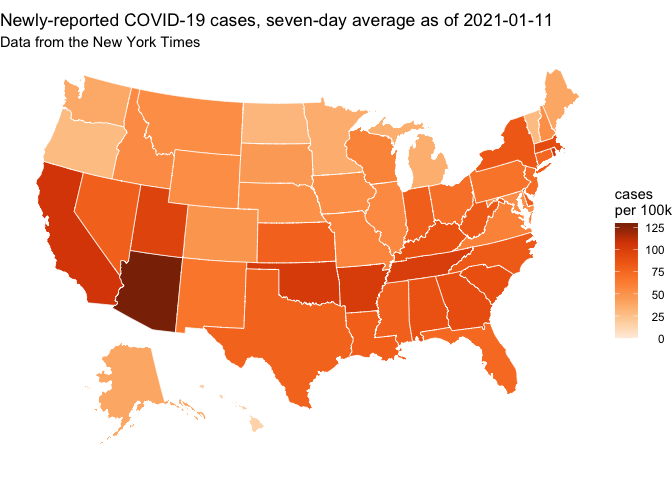 Newly-reported COVID-19 cases, seven-day average as of 2021-01-11
Data from the New York Times
cases
per 100k
125
100
75
50
25
0